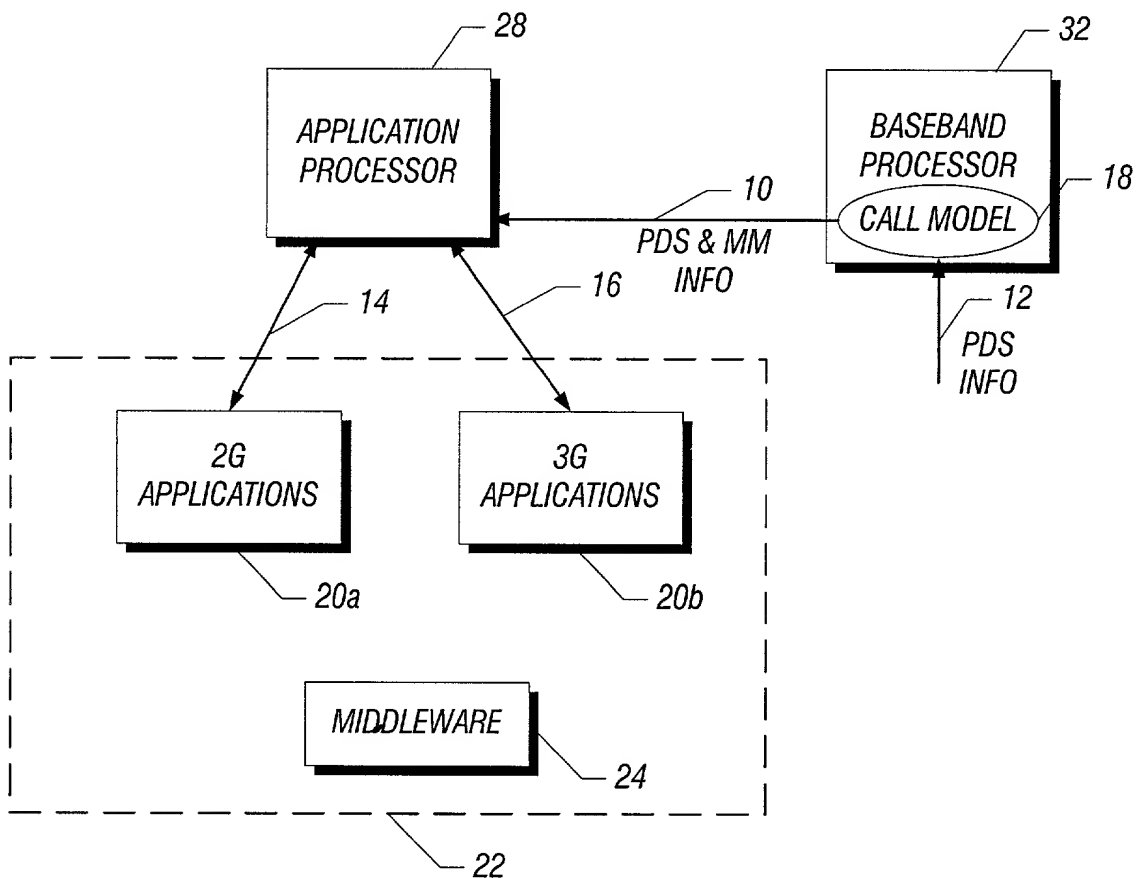 28
32
APPLICATION
PROCESSOR
BASEBAND
PROCESSOR
10
18
CALL MODEL
PDS & MM
INFO
14
16
12
PDS
INFO
2G
APPLICATIONS
3G
APPLICATIONS
20a
20b
MIDDLEWARE
24
22